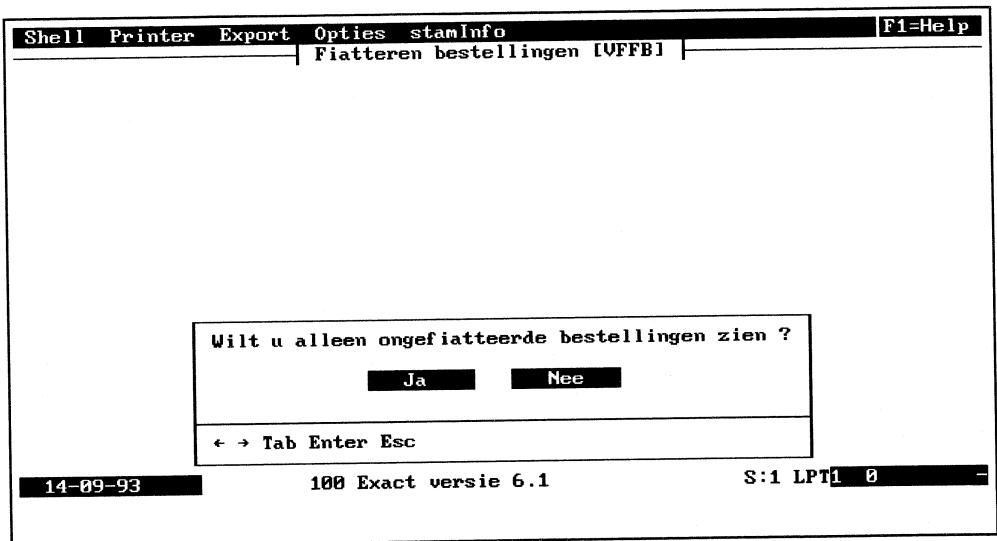 Shell Printer Export Opties stamInfo F1=Help
Fiatteren bestellingen [VFFB]
Wilt u alleen ongefiatteerde bestellingen zien ?
Ja Nee
← → Tab Enter Esc
14-09-93 100 Exact versie 6.1 S:1 LPT1 0 -